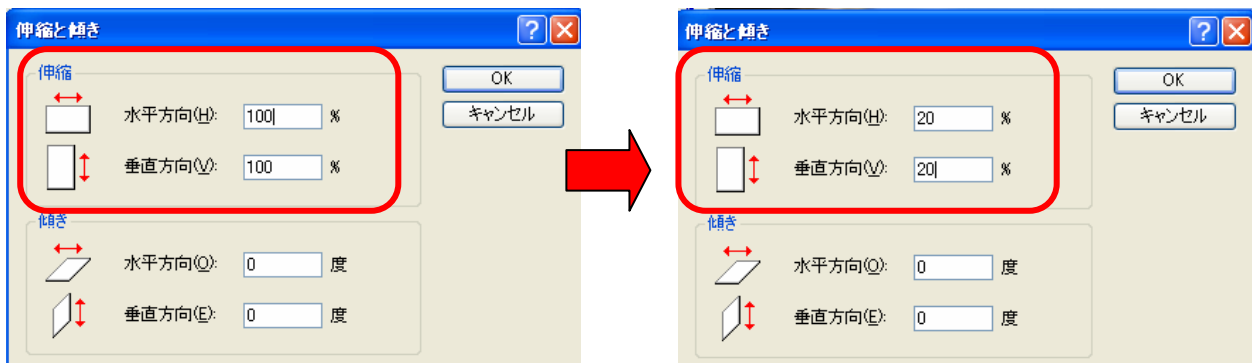 伸縮と傾き
伸縮
水平方向(H): 100 %
垂直方向(V): 100 %
傾き
水平方向(O): 0 度
垂直方向(E): 0 度
OK
キャンセル
伸縮と傾き
伸縮
水平方向(H): 20 %
垂直方向(V): 20 %
傾き
水平方向(O): 0 度
垂直方向(E): 0 度
OK
キャンセル